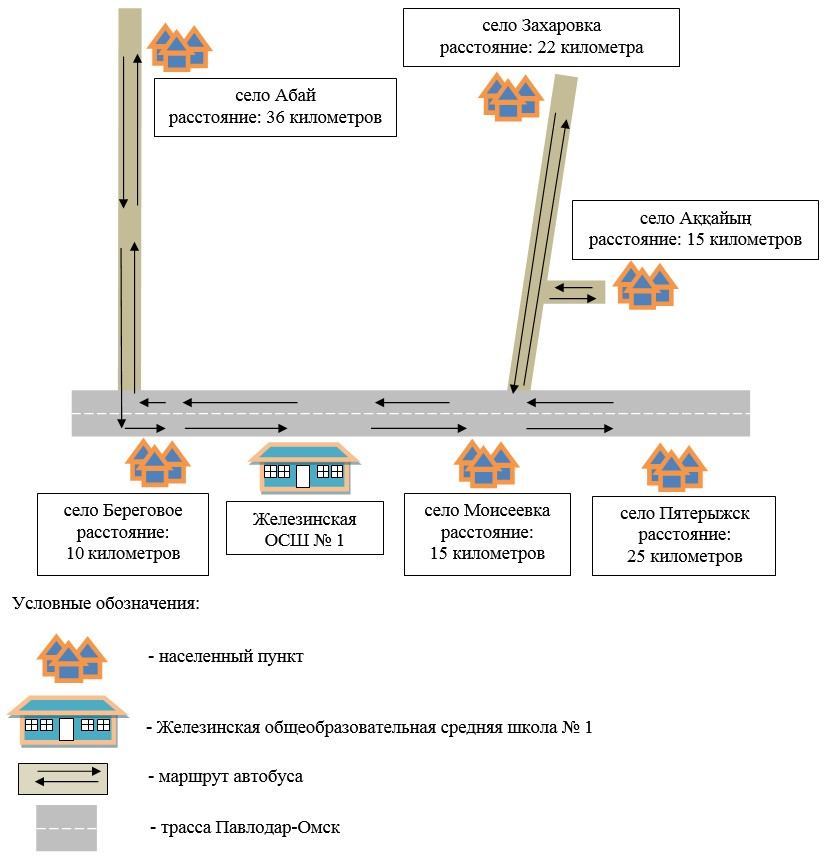 село Захаровка
расстояние: 22 километра
село Абай
расстояние: 36 километров
село Аққайың
расстояние: 15 километров
село Береговое
расстояние:
10 километров
Железинская
ОСШ № 1
село Моисеевка
расстояние:
15 километров
село Пятерыжск
расстояние:
25 километров
Условные обозначения:
- населенный пункт
- Железинская общеобразовательная средняя школа № 1
- маршрут автобуса
- трасса Павлодар-Омск